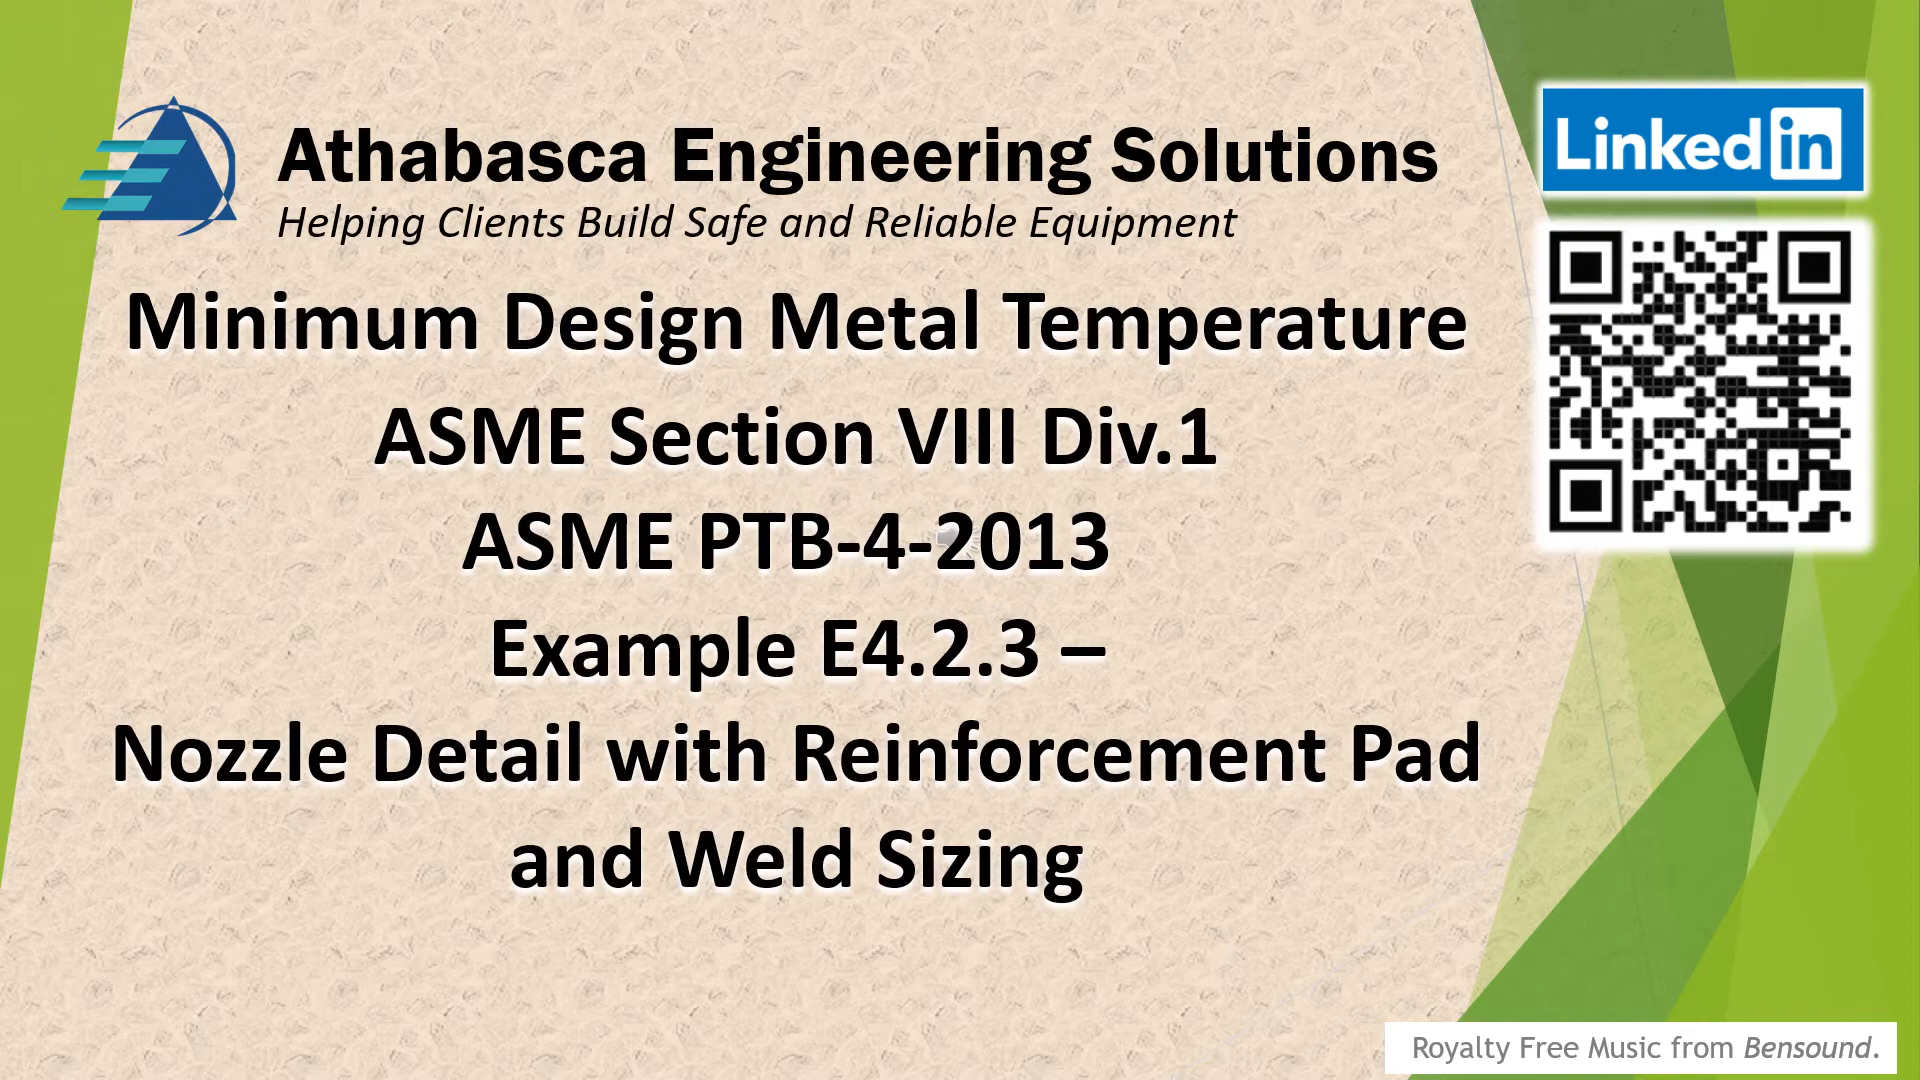 Athabasca Engineering Solutions
Helping Clients Build Safe and Reliable Equipment
Linked in
Minimum Design Metal Temperature
ASME Section VIII Div.1
ASME PTB-4-2013
Example E4.2.3 –
Nozzle Detail with Reinforcement Pad
and Weld Sizing
Royalty Free Music from Bensound.